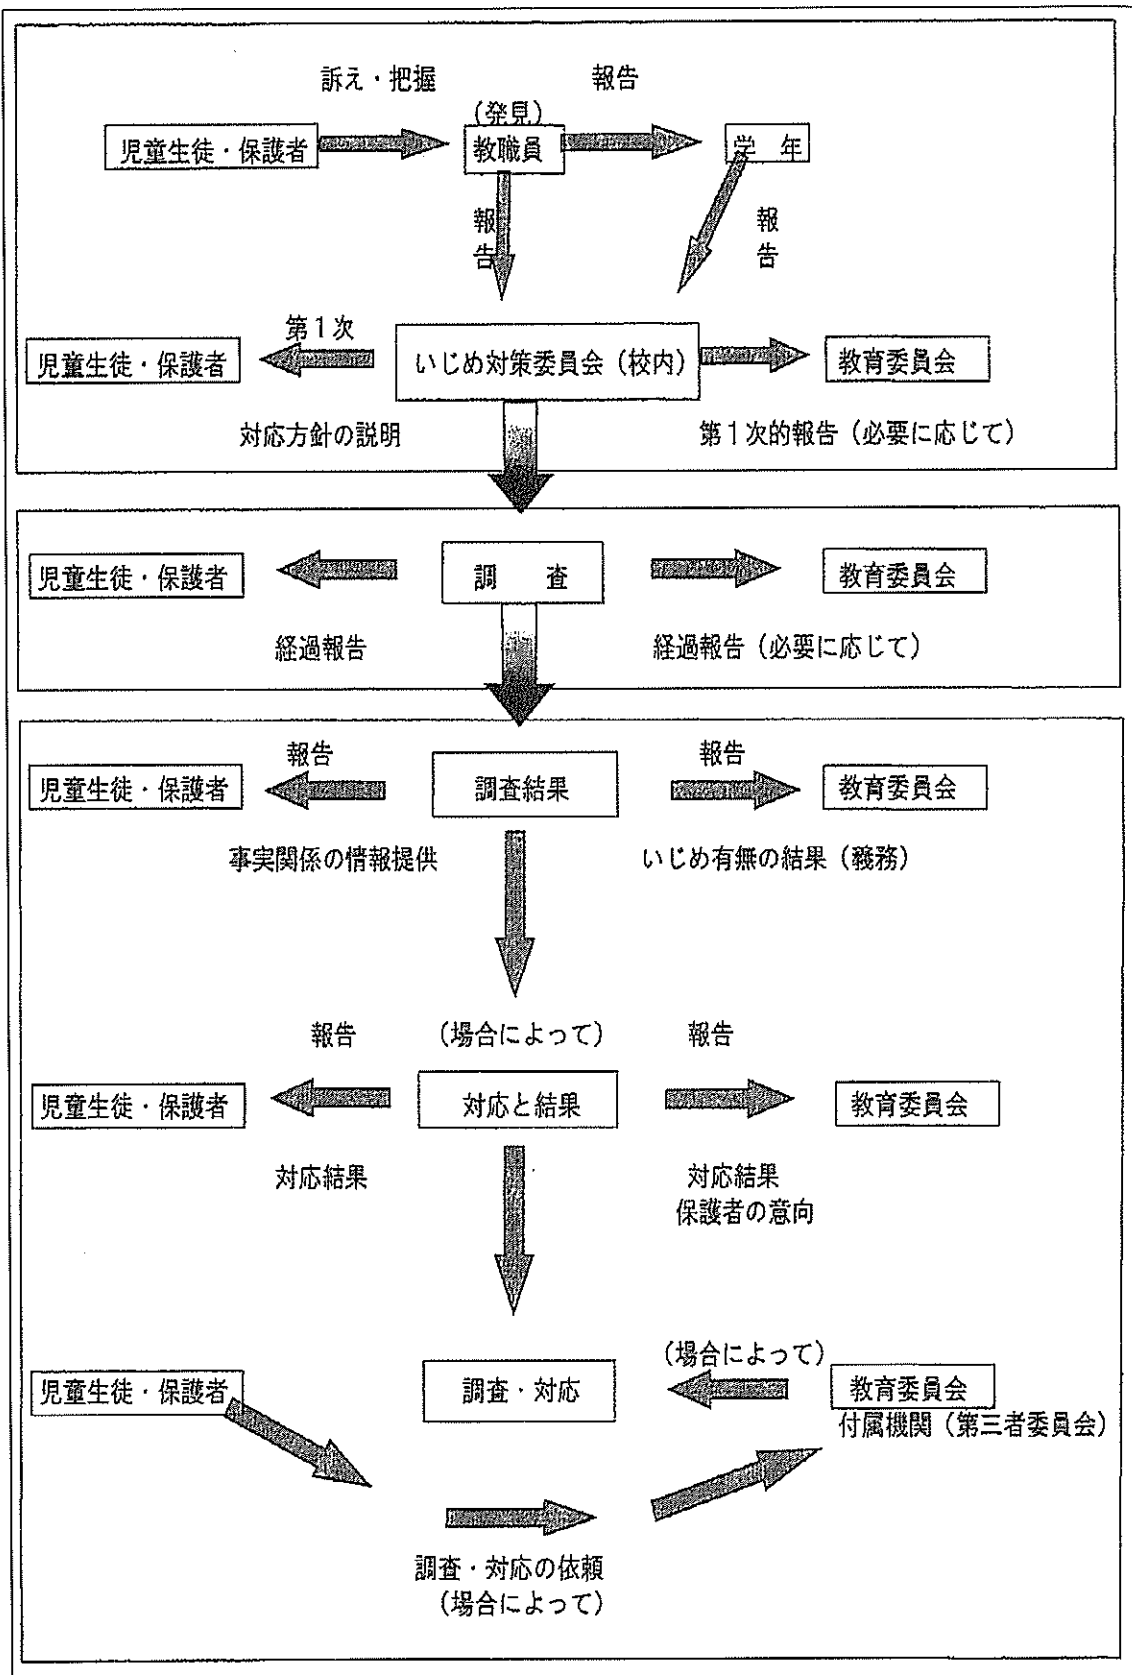 訴え・把握
報告
(発見)
児童生徒・保護者
教職員
学　年
報
告
報
告
第1次
児童生徒・保護者
いじめ対策委員会（校内）
教育委員会
対応方針の説明
第1次的報告（必要に応じて）
児童生徒・保護者
調　査
教育委員会
経過報告
経過報告（必要に応じて）
報告
報告
児童生徒・保護者
調査結果
教育委員会
事実関係の情報提供
いじめ有無の結果（義務）
報告
（場合によって）
報告
児童生徒・保護者
対応と結果
教育委員会
対応結果
対応結果
保護者の意向
（場合によって）
児童生徒・保護者
調査・対応
教育委員会
付属機関（第三者委員会）
調査・対応の依頼
（場合によって）